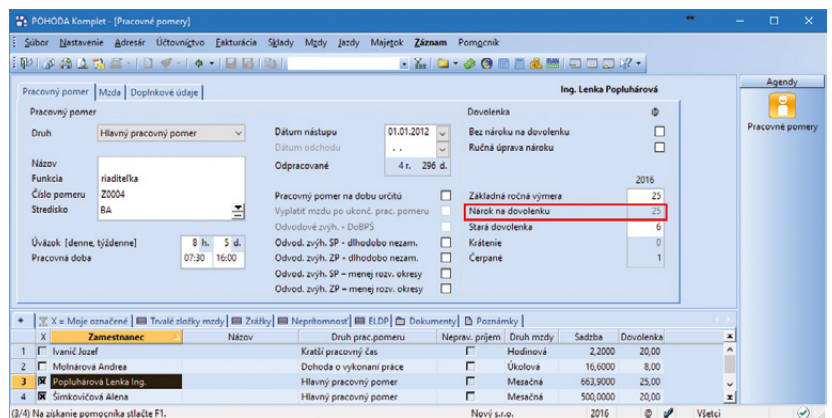 POHODA Komplet - [Pracovné pomery]
Súbor Nastavenie Adresár Účtovníctvo Fakturácia Sklady Mzdy Jazdy Majetok Záznam Pomocník
Agendy
Pracovné pomery
Pracovný pomer Mzda Doplnkové údaje Ing. Lenka Popluhárová
Pracovný pomer Dovolenka
Druh Hlavný pracovný pomer Dátum nástupu 01.01.2012 Bez nároku na dovolenku
Dátum odchodu . . Ručná úprava nároku
Názov Odpracované 4 r. 296 d.
Funkcia riaditeľka 2016
Číslo pomeru Z0004 Pracovný pomer na dobu určitú Základná ročná výmera 25
Stredisko BA Vyplatiť mzdu po ukonč. prac. pomeru Nárok na dovolenku 25
Odvodové zvýh. - DoBPŠ Stará dovolenka 6
Úväzok [denne, týždenne] 8 h. 5 d. Odvod. zvýh. SP - dlhodobo nezam. Krátenie 0
Pracovná doba 07:30 16:00 Odvod. zvýh. ZP - dlhodobo nezam. Čerpané 1
Odvod. zvýh. SP – menej rozv. okresy
Odvod. zvýh. ZP – menej rozv. okresy
X = Moje označené Trvalé zložky mzdy Zrážky Neprítomnosť ELDP Dokumenty Poznámky
X Zamestnanec Názov Druh prac.pomeru Neprav. príjem Druh mzdy Sadzba Dovolenka
1 Ivanič Jozef Kratší pracovný čas Hodinová 2,2000 20,00
2 Molnárová Andrea Dohoda o vykonaní práce Úkolová 16,6000 8,00
3 Popluhárová Lenka Ing. Hlavný pracovný pomer Mesačná 663,9000 25,00
4 Šimkovičová Alena Hlavný pracovný pomer Mesačná 500,0000 20,00
(3/4) Na získanie pomocníka stlačte F1. Nový s.r.o. 2016 @ Všetci